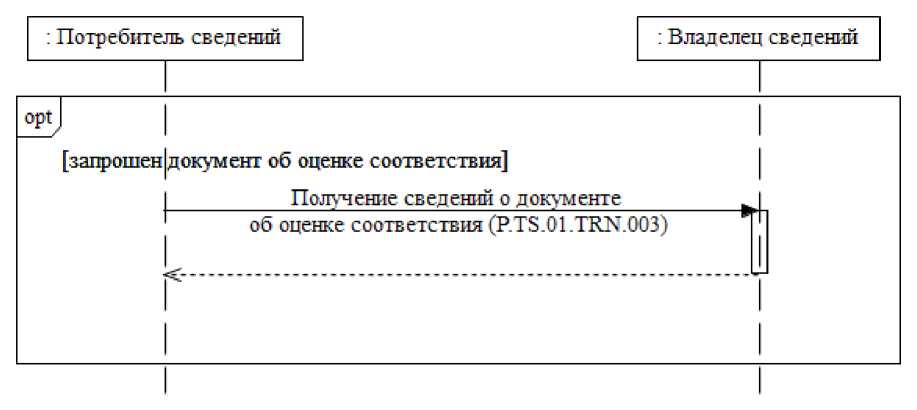 : Потребитель сведений
: Владелец сведений
opt
[запрошен документ об оценке соответствия]
Получение сведений о документе
об оценке соответствия (P.TS.01.TRN.003)